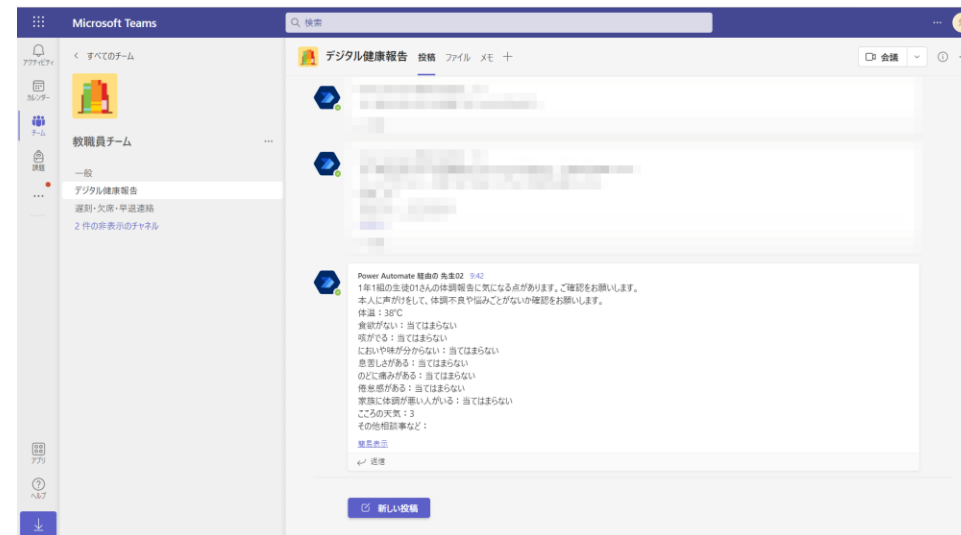 Microsoft Teams
検索
アクティビティ
カレンダー
チーム
課題
アプリ
ヘルプ
すべてのチーム
教職員チーム
一般
デジタル健康報告
遅刻・欠席・早退連絡
2 件の非表示のチャネル
デジタル健康報告 投稿 ファイル メモ
会議
Power Automate 経由の 先生02 9:42
1年1組の生徒01さんの体調報告に気になる点があります。ご確認をお願いします。
本人に声がけをして、体調不良や悩みごとがないか確認をお願いします。
体温：38℃
食欲がない：当てはまらない
咳がでる：当てはまらない
においや味が分からない：当てはまらない
息苦しさがある：当てはまらない
のどに痛みがある：当てはまらない
倦怠感がある：当てはまらない
家族に体調が悪い人がいる：当てはまらない
こころの天気：3
その他相談事など：
簡易表示
返信
新しい投稿